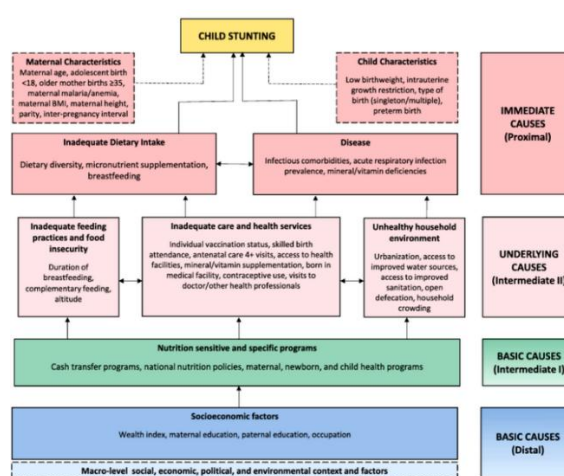 CHILD STUNTING
Maternal Characteristics
Maternal age, adolescent birth
<18, older mother births ≥35,
maternal malaria/anemia,
maternal BMI, maternal height,
parity, inter-pregnancy interval
Child Characteristics
Low birthweight, intrauterine
growth restriction, type of
birth (singleton/multiple),
preterm birth
IMMEDIATE
CAUSES
(Proximal)
Inadequate Dietary Intake
Dietary diversity, micronutrient supplementation,
breastfeeding
Disease
Infectious comorbidities, acute respiratory infection
prevalence, mineral/vitamin deficiencies
Inadequate feeding
practices and food
insecurity
Duration of
breastfeeding,
complementary feeding,
altitude
Inadequate care and health services
Individual vaccination status, skilled birth
attendance, antenatal care 4+ visits, access to health
facilities, mineral/vitamin supplementation, born in
medical facility, contraceptive use, visits to
doctor/other health professionals
Unhealthy household
environment
Urbanization, access to
improved water sources,
access to improved
sanitation, open
defecation, household
crowding
UNDERLYING
CAUSES
(Intermediate II)
Nutrition sensitive and specific programs
Cash transfer programs, national nutrition policies, maternal, newborn, and child health programs
BASIC CAUSES
(Intermediate I)
Socioeconomic factors
Wealth index, maternal education, paternal education, occupation
BASIC CAUSES
(Distal)
Macro-level social, economic, political, and environmental context and factors